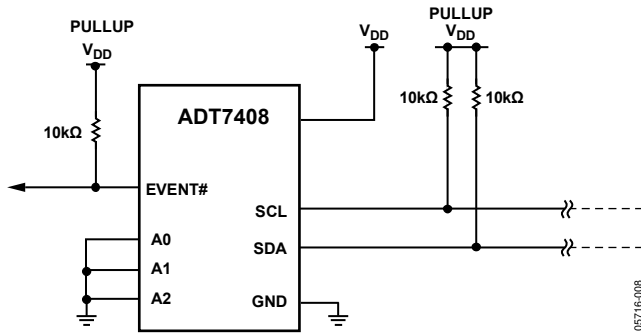 PULLUP
VDD
10kΩ
ADT7408
VDD
PULLUP
VDD
10kΩ
10kΩ
EVENT#
A0
A1
A2
SCL
SDA
GND
05716-008